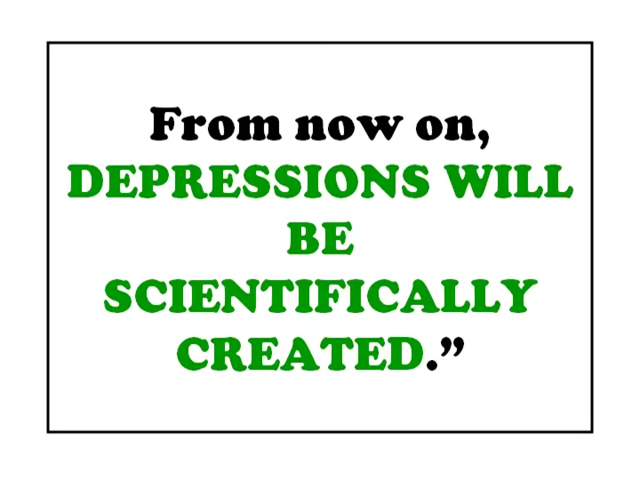 From now on,
DEPRESSIONS WILL
BE
SCIENTIFICALLY
CREATED.”